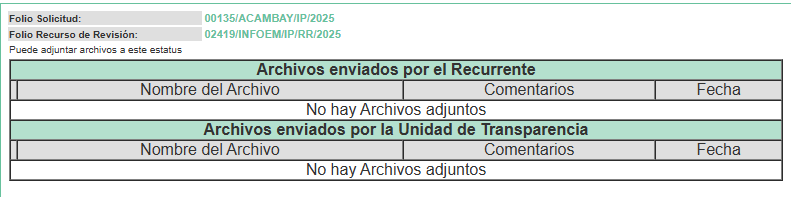 Folio Solicitud: 00135/ACAMBAY/IP/2025
Folio Recurso de Revisión: 02419/INFOEM/IP/RR/2025
Puede adjuntar archivos a este estatus
Archivos enviados por el Recurrente
Nombre del Archivo Comentarios Fecha
No hay Archivos adjuntos
Archivos enviados por la Unidad de Transparencia
Nombre del Archivo Comentarios Fecha
No hay Archivos adjuntos